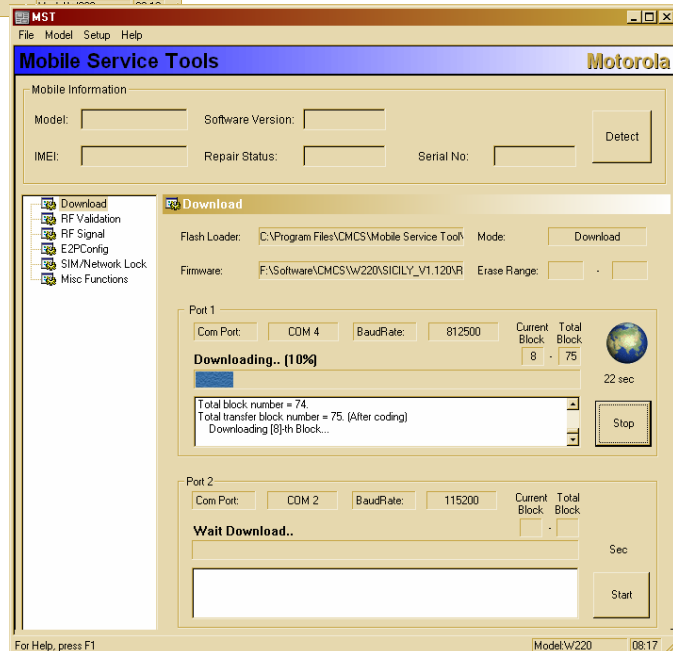 MST
File Model Setup Help
Mobile Service Tools Motorola
Mobile Information
Model: Software Version:
Detect
IMEI: Repair Status: Serial No:
Download
RF Validation
RF Signal
E2PConfig
SIM/Network Lock
Misc Functions
Download
Flash Loader: C:\Program Files\CMCS\Mobile Service Tool\ Mode: Download
Firmware: F:\Software\CMCS\W220\SICILY_V1.120\R Erase Range: -
Port 1
Com Port: COM 4 BaudRate: 812500 Current Block Total Block
8 - 75
Downloading.. (10%)
22 sec
Total block number = 74.
Total transfer block number = 75. (After coding)
Downloading [8]-th Block...
Stop
Port 2
Com Port: COM 2 BaudRate: 115200 Current Block Total Block
-
Wait Download..
Sec
Start
For Help, press F1 Model:W220 08:17